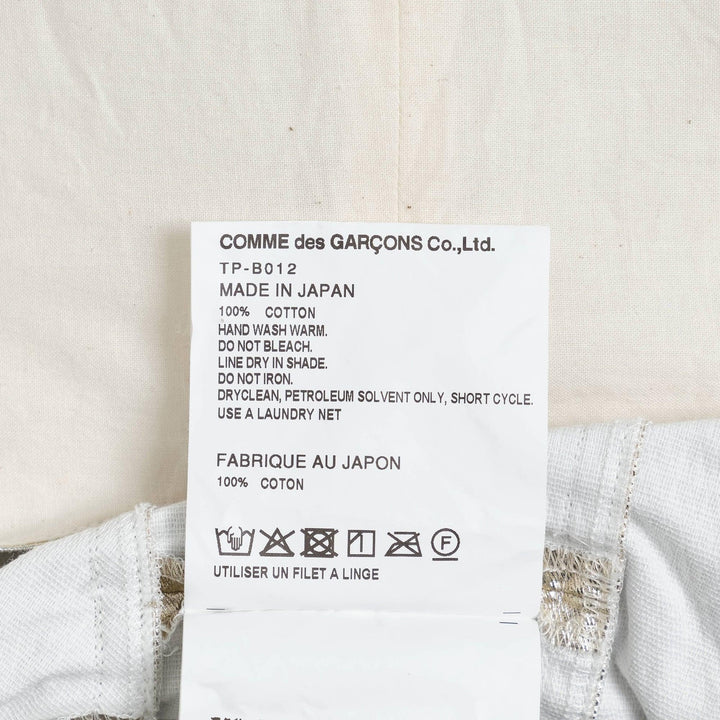 COMME des GARÇONS Co.,Ltd.
TP-B012
MADE IN JAPAN
100% COTTON
HAND WASH WARM.
DO NOT BLEACH.
LINE DRY IN SHADE.
DO NOT IRON.
DRYCLEAN, PETROLEUM SOLVENT ONLY, SHORT CYCLE.
USE A LAUNDRY NET
FABRIQUE AU JAPON
100% COTON
F
UTILISER UN FILET A LINGE